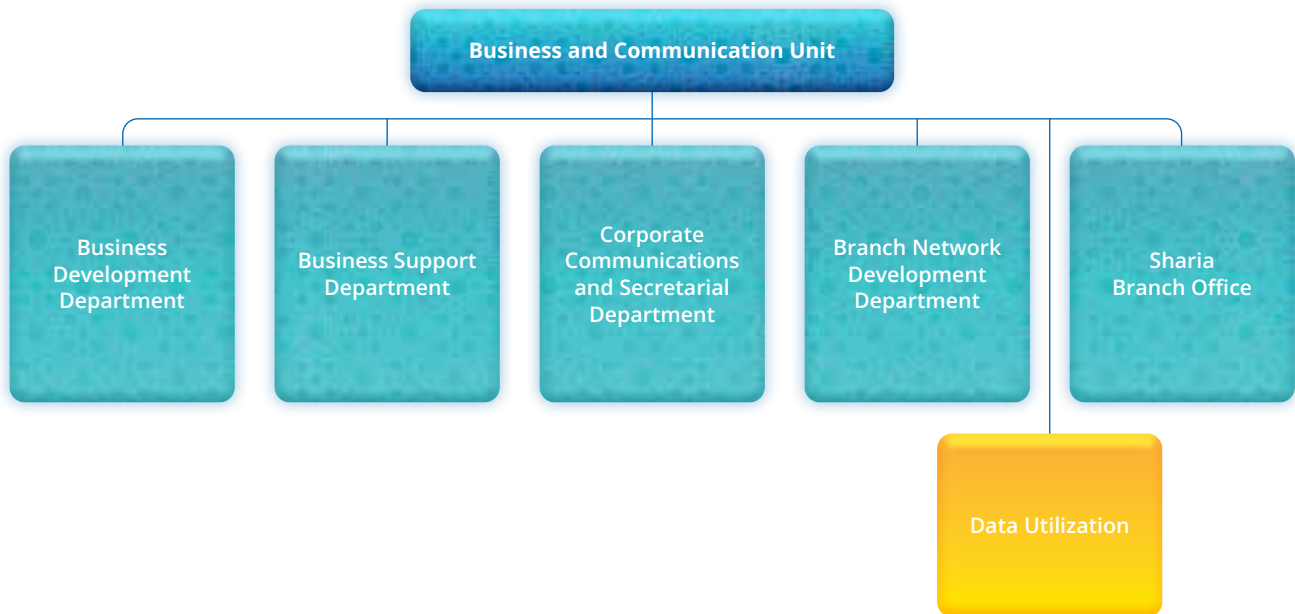 Business and Communication Unit
Business
Development
Department
Business Support
Department
Corporate
Communications
and Secretarial
Department
Branch Network
Development
Department
Sharia
Branch Office
Data Utilization